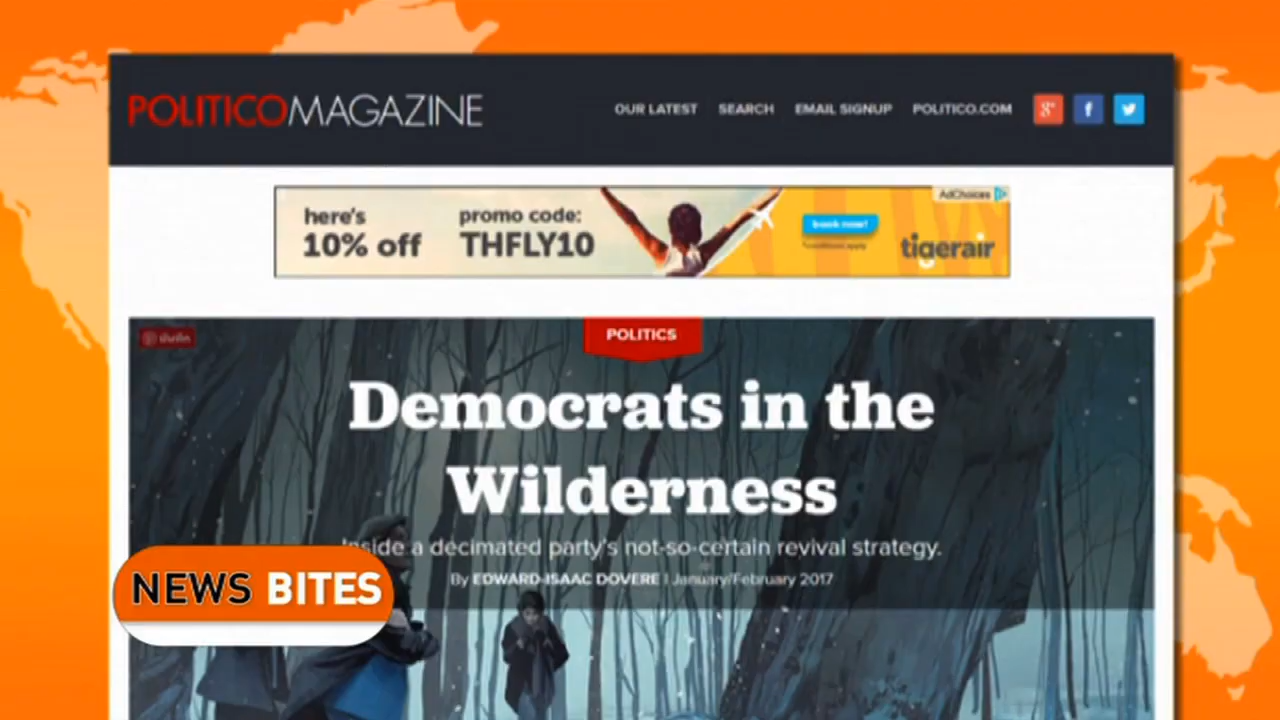 POLITICOMAGAZINE
OUR LATEST SEARCH EMAIL SIGNUP POLITICO.COM
AdChoices
here's promo code:
10% off THFLY10
book now!
tigerair
POLITICS
Democrats in the
Wilderness
Inside a decimated party's not-so-certain revival strategy.
By EDWARD-ISAAC DOVERE | January/February 2017
NEWS BITES